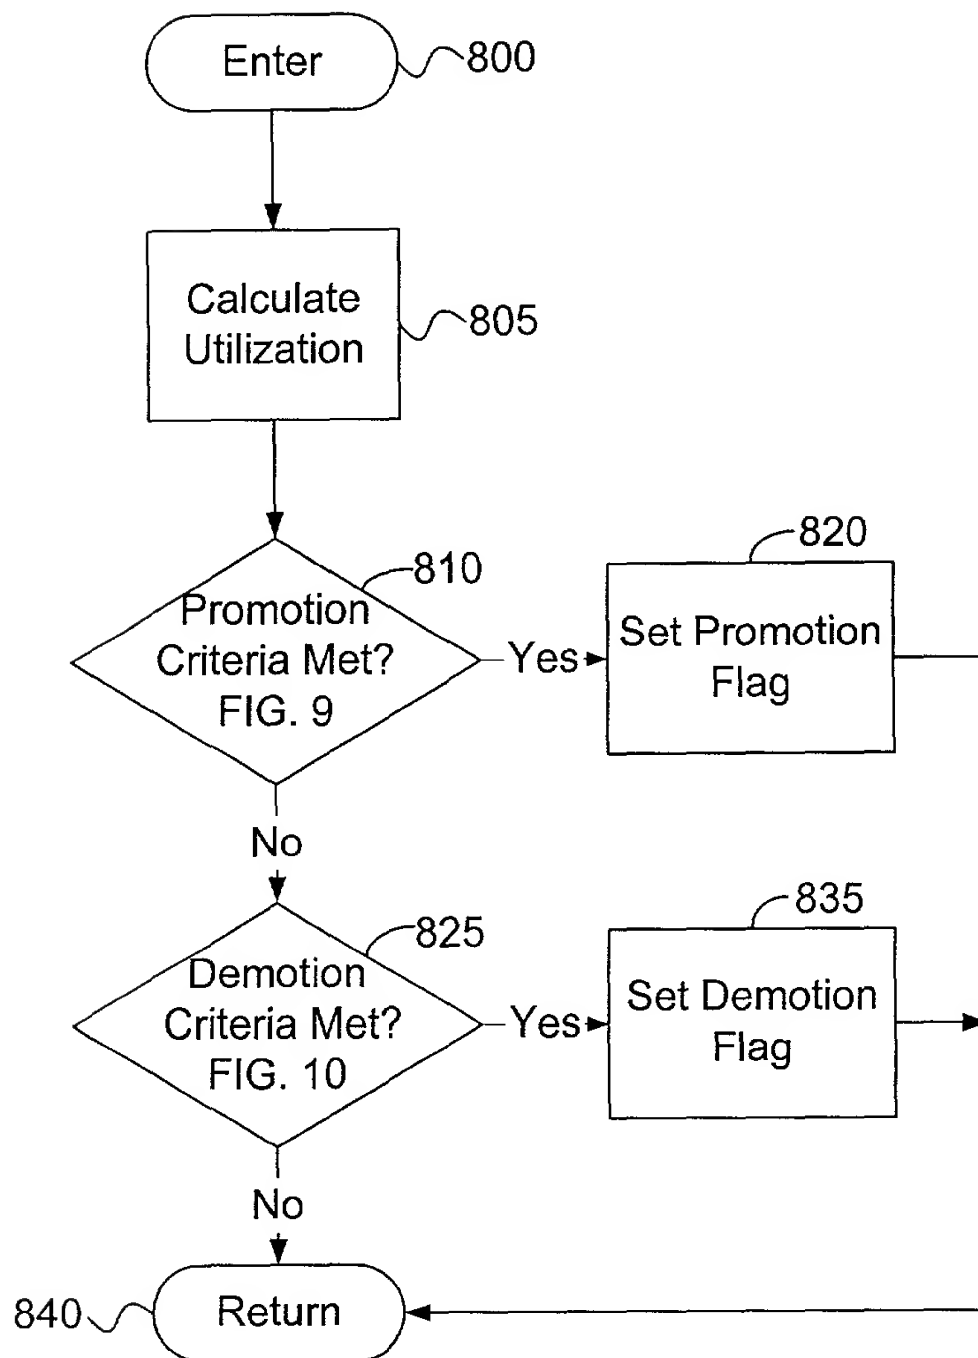 Enter
800
Calculate
Utilization
805
810
Promotion
Criteria Met?
FIG. 9
Yes
820
Set Promotion
Flag
No
825
Demotion
Criteria Met?
FIG. 10
Yes
835
Set Demotion
Flag
No
840
Return